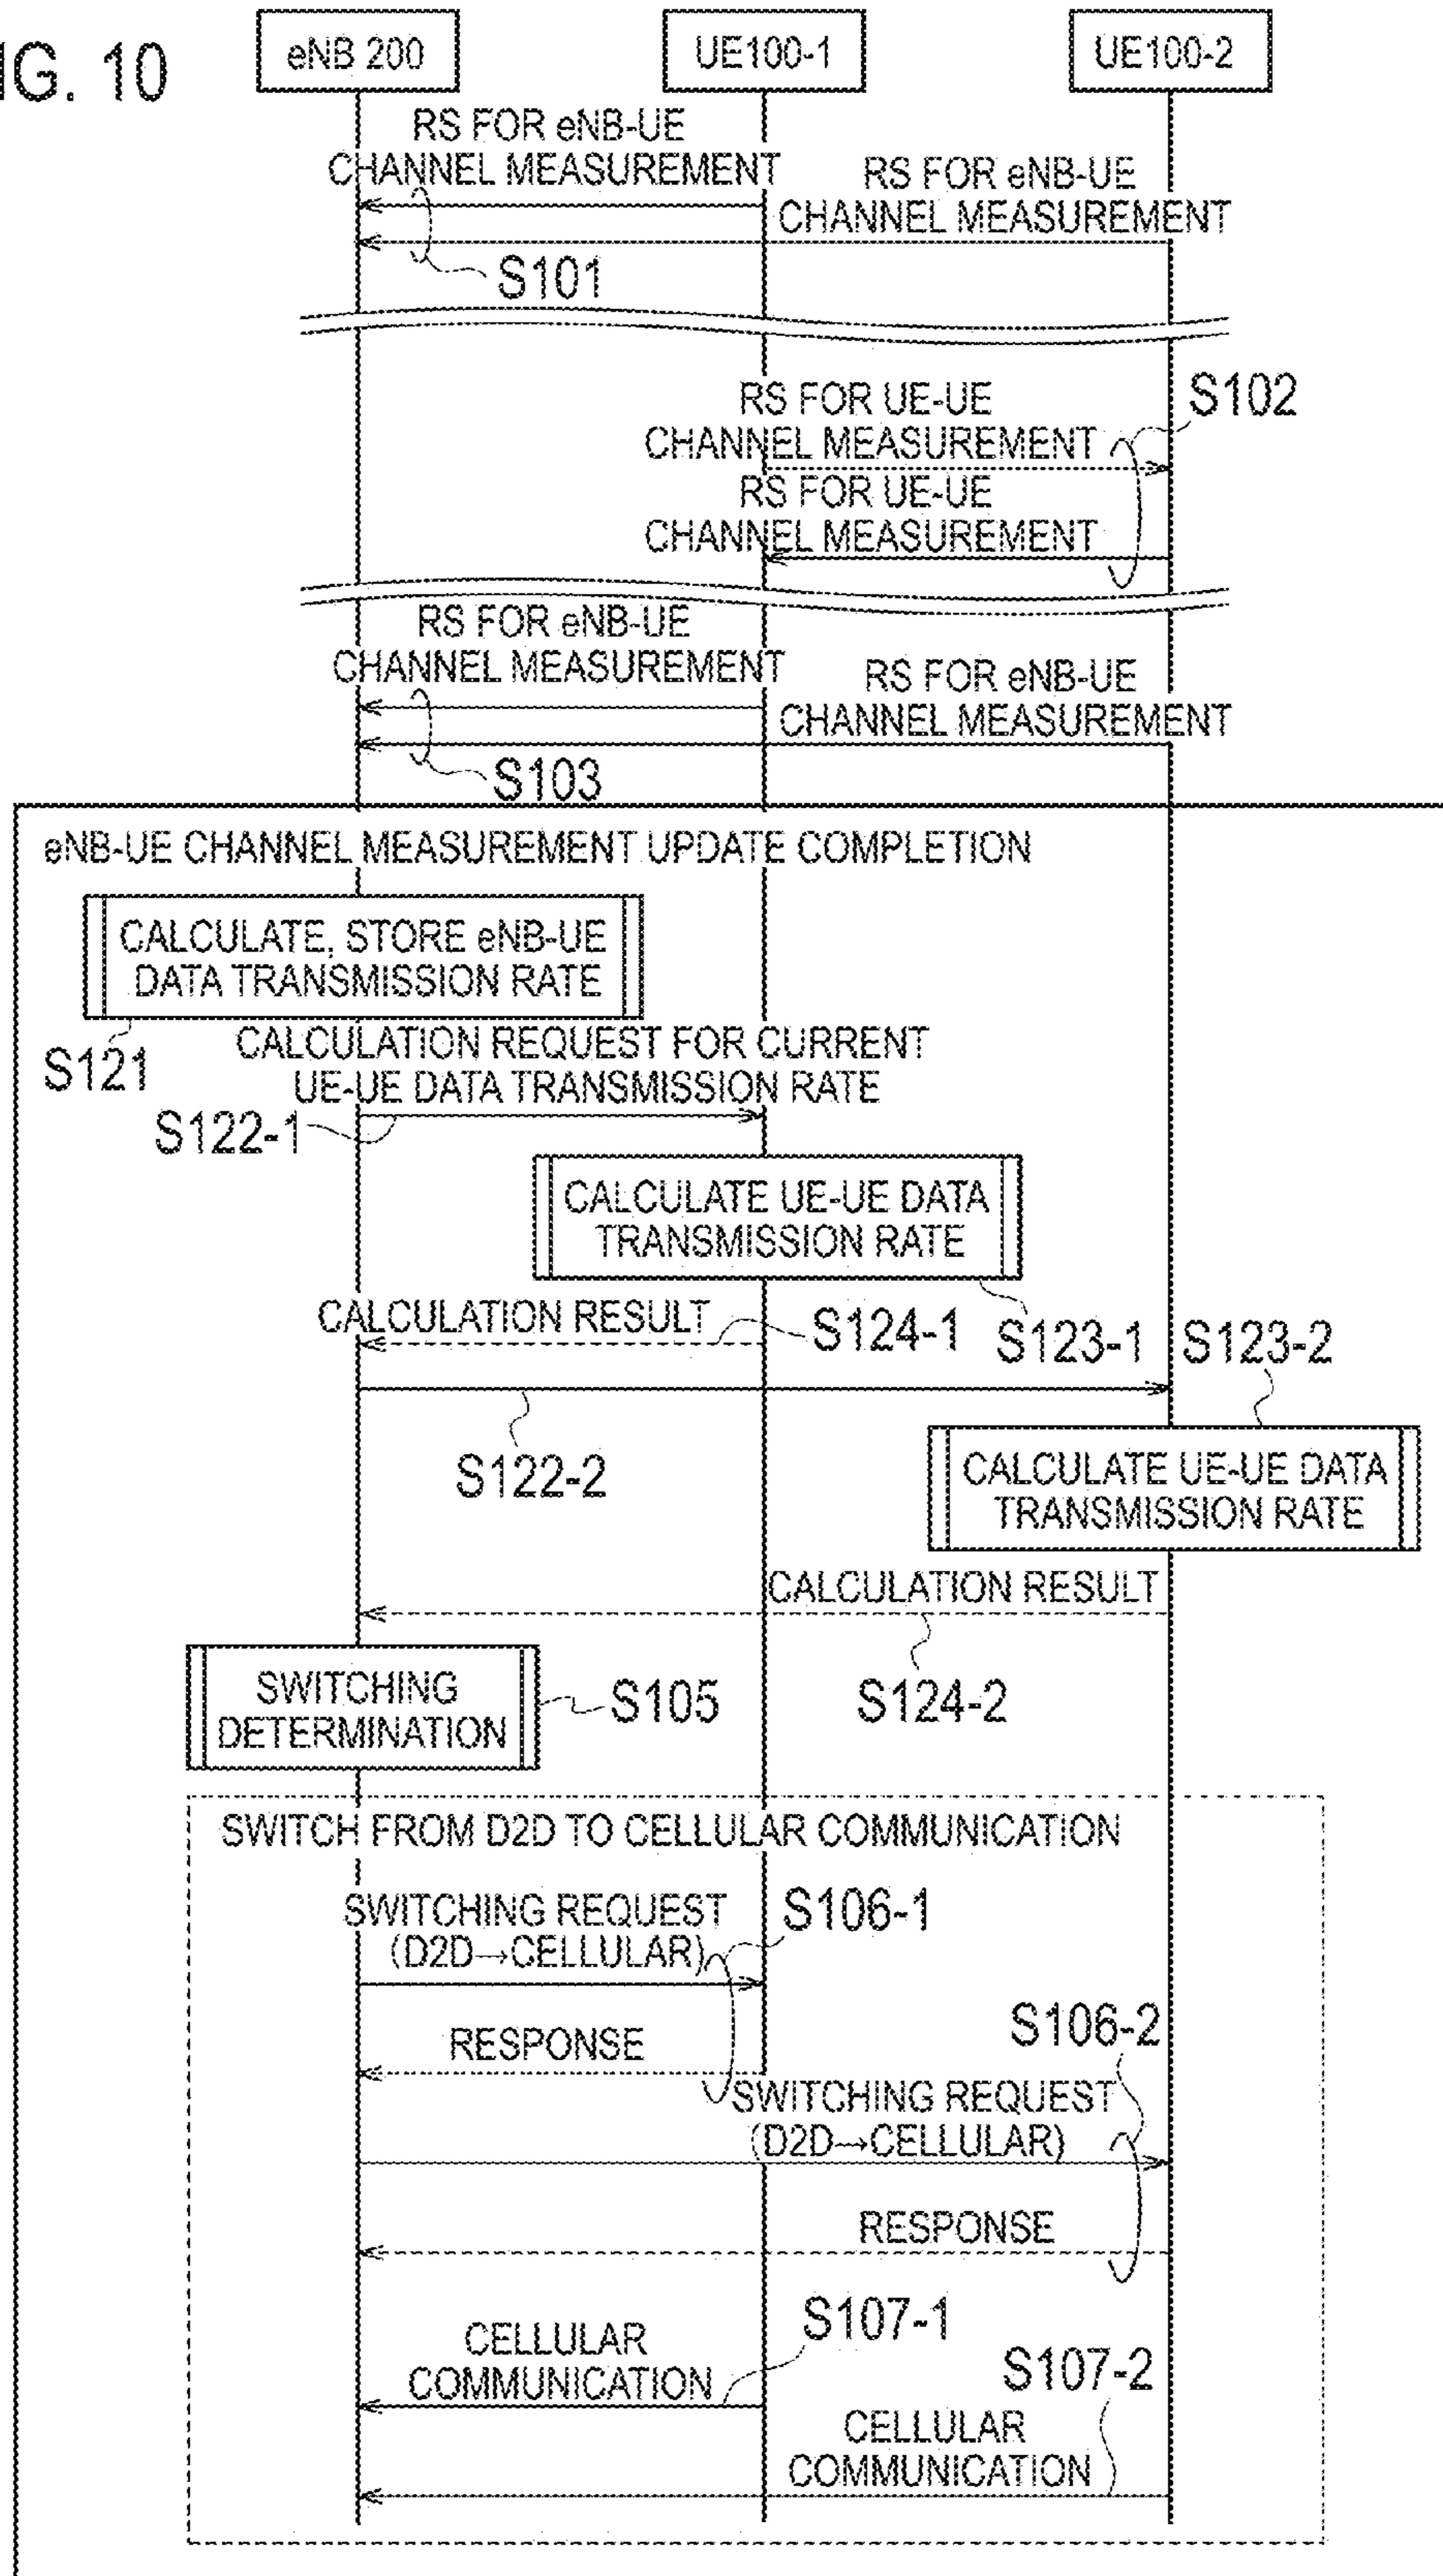 IG. 10
eNB 200
UE100-1
UE100-2
RS FOR eNB-UE
CHANNEL MEASUREMENT
RS FOR eNB-UE
CHANNEL MEASUREMENT
S101
RS FOR UE-UE
CHANNEL MEASUREMENT
S102
RS FOR UE-UE
CHANNEL MEASUREMENT
RS FOR eNB-UE
CHANNEL MEASUREMENT
RS FOR eNB-UE
CHANNEL MEASUREMENT
S103
eNB-UE CHANNEL MEASUREMENT UPDATE COMPLETION
CALCULATE, STORE eNB-UE
DATA TRANSMISSION RATE
S121
CALCULATION REQUEST FOR CURRENT
UE-UE DATA TRANSMISSION RATE
S122-1
CALCULATE UE-UE DATA
TRANSMISSION RATE
CALCULATION RESULT
S124-1
S123-1
S123-2
S122-2
CALCULATE UE-UE DATA
TRANSMISSION RATE
CALCULATION RESULT
SWITCHING
DETERMINATION
S105
S124-2
SWITCH FROM D2D TO CELLULAR COMMUNICATION
SWITCHING REQUEST
(D2D→CELLULAR)
S106-1
RESPONSE
S106-2
SWITCHING REQUEST
(D2D→CELLULAR)
RESPONSE
CELLULAR
COMMUNICATION
S107-1
S107-2
CELLULAR
COMMUNICATION